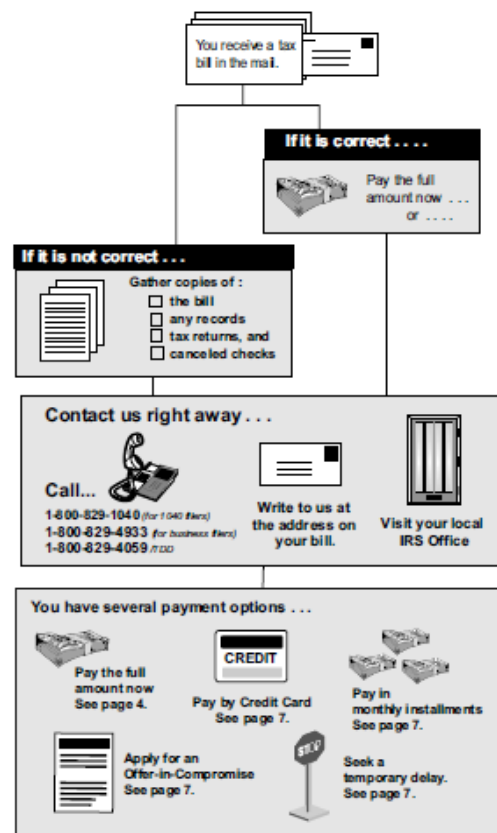 You receive a tax
bill in the mail.
If it is correct . . . .
Pay the full
amount now . . .
or . . . .
If it is not correct . . .
Gather copies of :
the bill
any records
tax returns, and
canceled checks
Contact us right away . . .
Call...
1-800-829-1040 (for 1040 filers)
1-800-829-4933 (for business filers)
1-800-829-4059 /TDD
Write to us at
the address on
your bill.
Visit your local
IRS Office
You have several payment options . . .
Pay the full
amount now
See page 4.
CREDIT
Pay by Credit Card
See page 7.
Pay in
monthly installments
See page 7.
Apply for an
Offer-in-Compromise
See page 7.
STOP
Seek a
temporary delay.
See page 7.